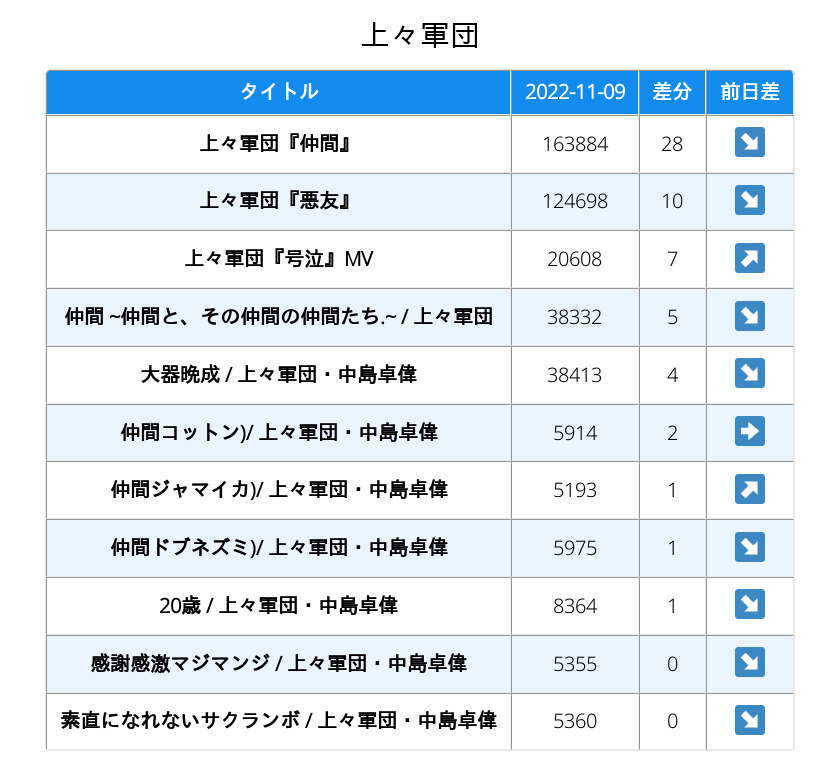 上々軍団
タイトル 2022-11-09 差分 前日差
上々軍団『仲間』 163884 28 ↘
上々軍団『悪友』 124698 10 ↘
上々軍団『号泣』MV 20608 7 ↗
仲間 ~仲間と、その仲間の仲間たち.~ / 上々軍団 38332 5 ↘
大器晩成 / 上々軍団・中島卓偉 38413 4 ↘
仲間コットン)/ 上々軍団・中島卓偉 5914 2 ➡
仲間ジャマイカ)/ 上々軍団・中島卓偉 5193 1 ↗
仲間ドブネズミ)/ 上々軍団・中島卓偉 5975 1 ↘
20歳 / 上々軍団・中島卓偉 8364 1 ↘
感謝感激マジマンジ / 上々軍団・中島卓偉 5355 0 ↘
素直になれないサクランボ / 上々軍団・中島卓偉 5360 0 ↘